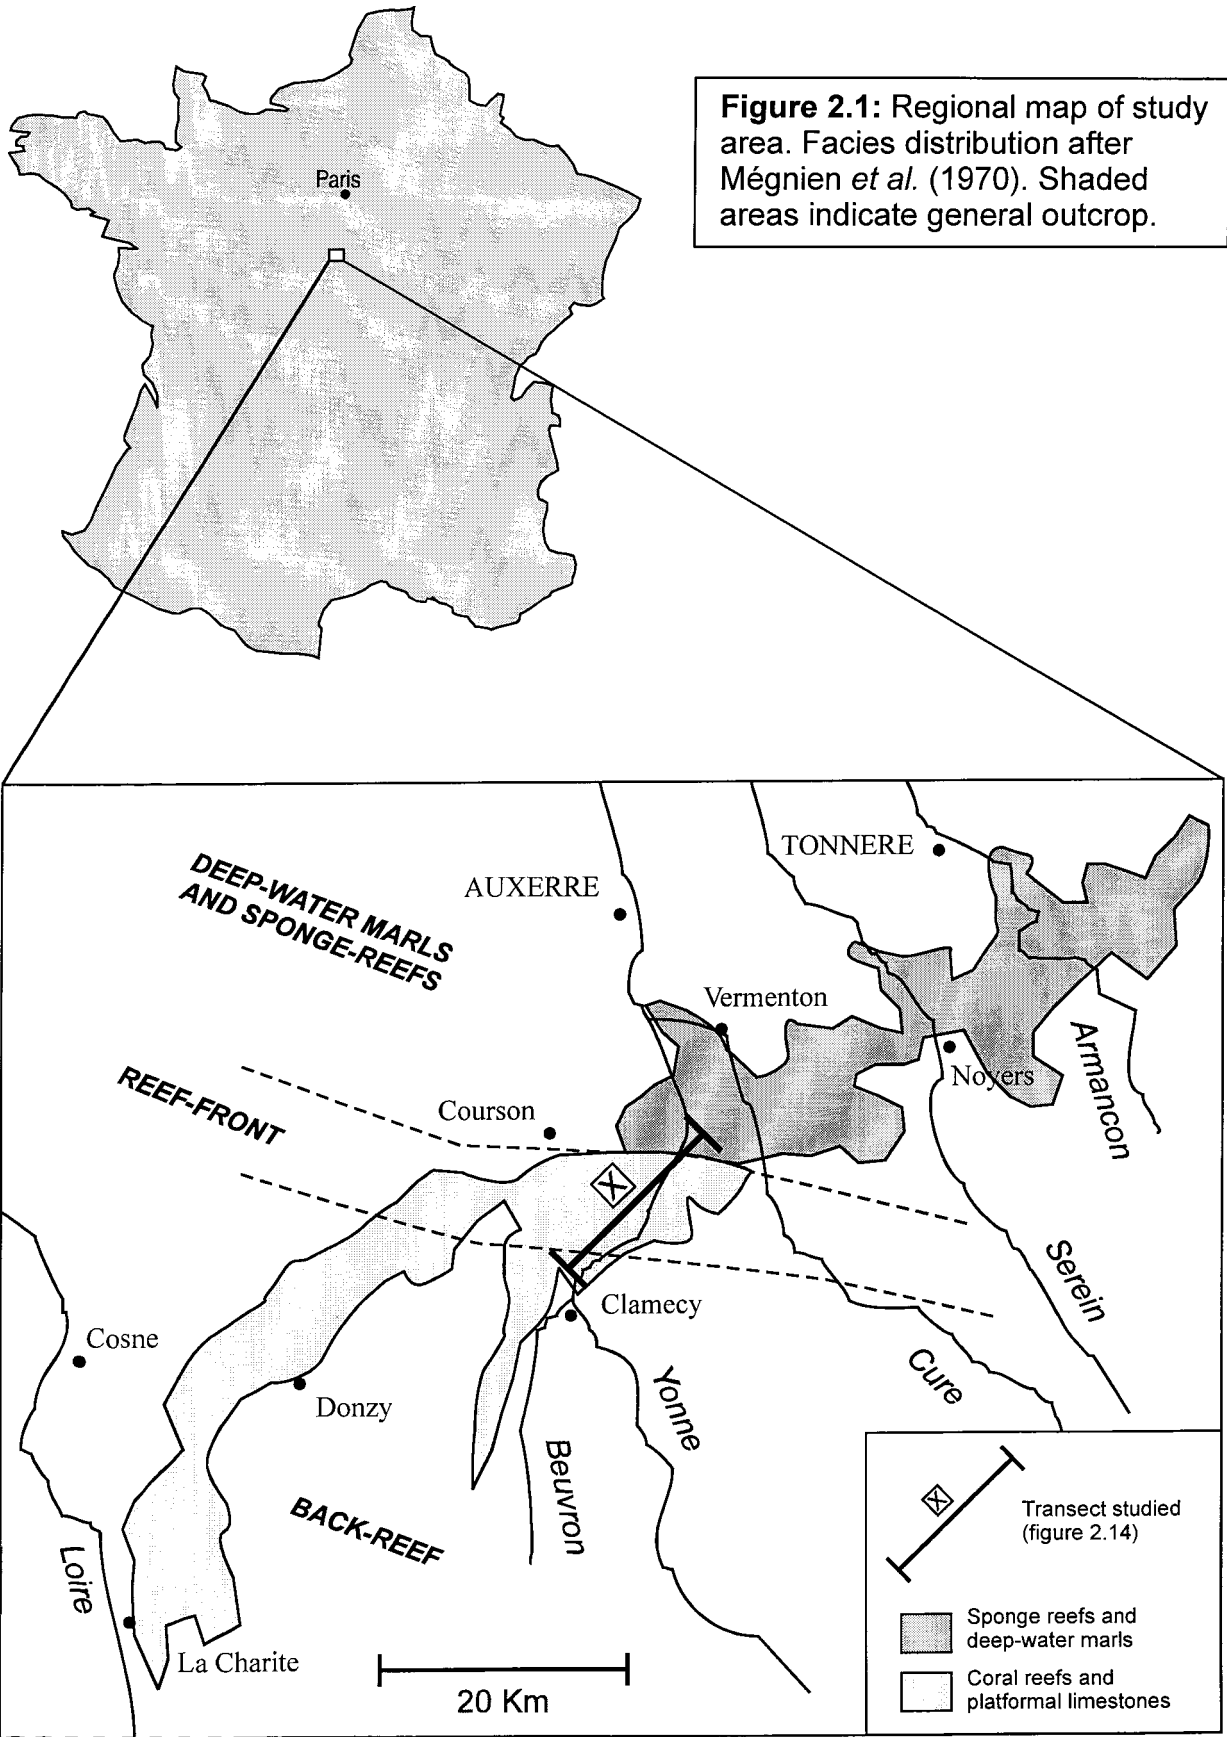 Figure 2.1: Regional map of study
area. Facies distribution after
Mégnien et al. (1970). Shaded
areas indicate general outcrop.
Paris
DEEP-WATER MARLS
AND SPONGE-REEFS
AUXERRE
TONNERE
Vermenton
Noyers
Armancon
REEF-FRONT
Courson
X
Serein
Clamecy
Cosne
Donzy
Yonne
Cure
Beuvron
BACK-REEF
Loire
La Charite
20 Km
X
Transect studied
(figure 2.14)
Sponge reefs and
deep-water marls
Coral reefs and
platformal limestones